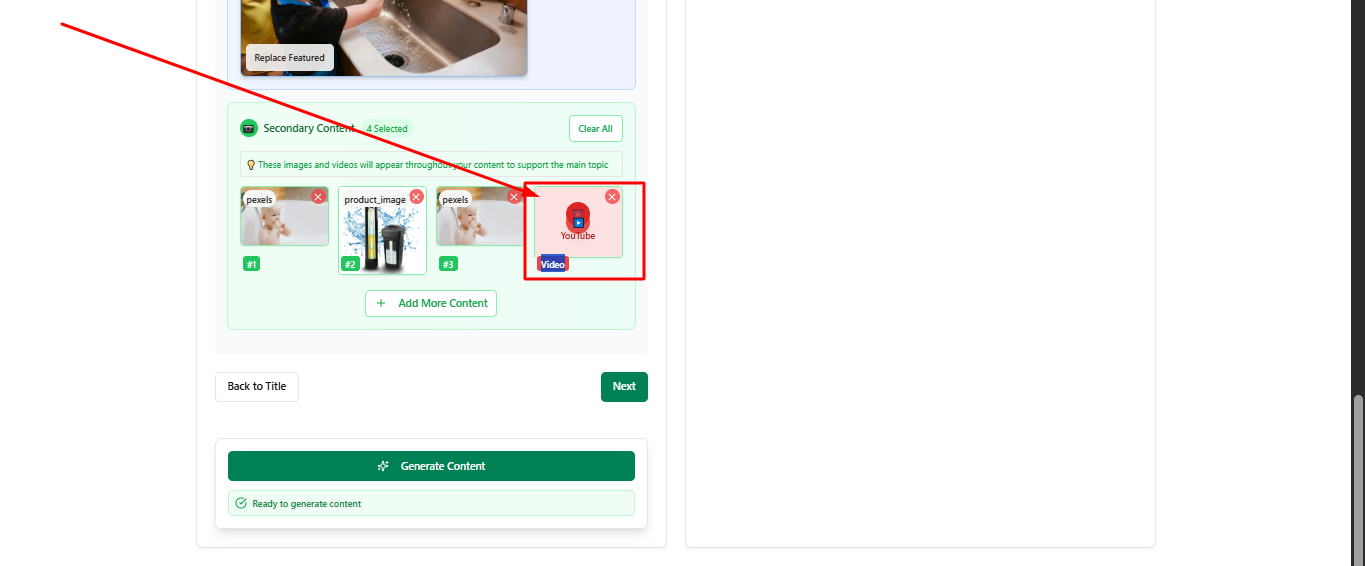 Replace Featured
Secondary Content 4 Selected Clear All
These images and videos will appear throughout your content to support the main topic
pexels product_image pexels
YouTube
#1 #2 #3 Video
+ Add More Content
Back to Title Next
Generate Content
Ready to generate content